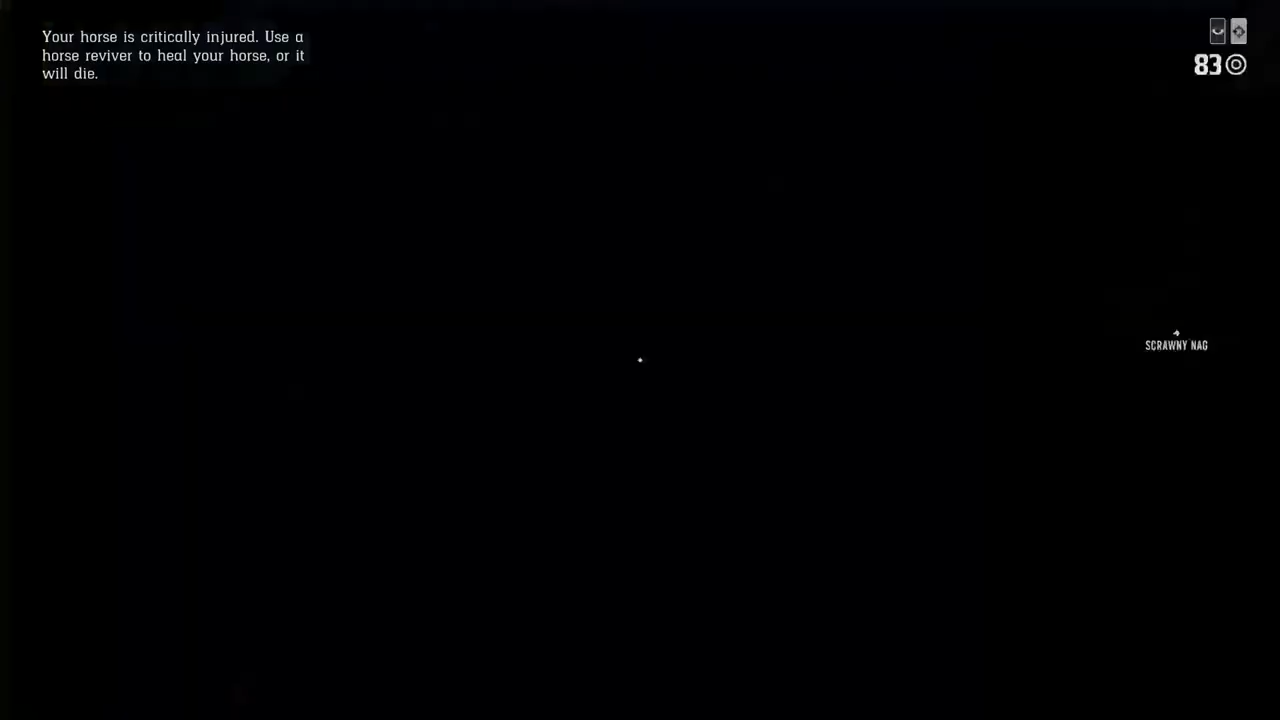 Your horse is critically injured. Use a
horse reviver to heal your horse, or it
will die.
83
SCRAWNY NAG